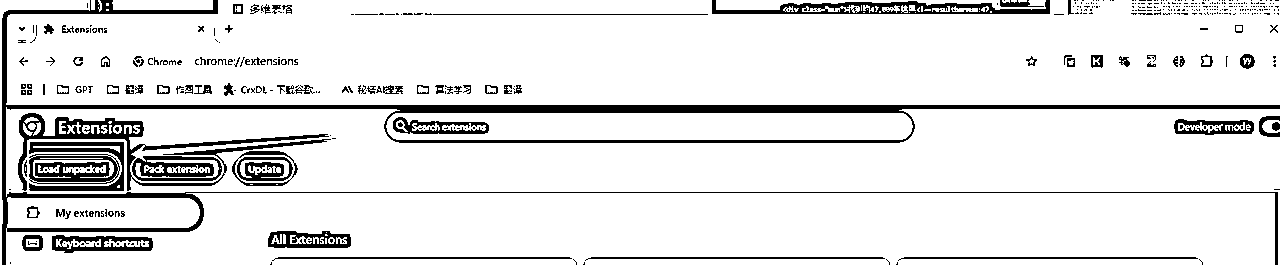 多维表格
Extensions
Chrome chrome://extensions
GPT 翻译 作图工具 CrxDL - 下载谷歌... 秘塔AI搜索 算法学习 翻译
Extensions Search extensions Developer mode
Load unpacked Pack extension Update
My extensions
Keyboard shortcuts
All Extensions